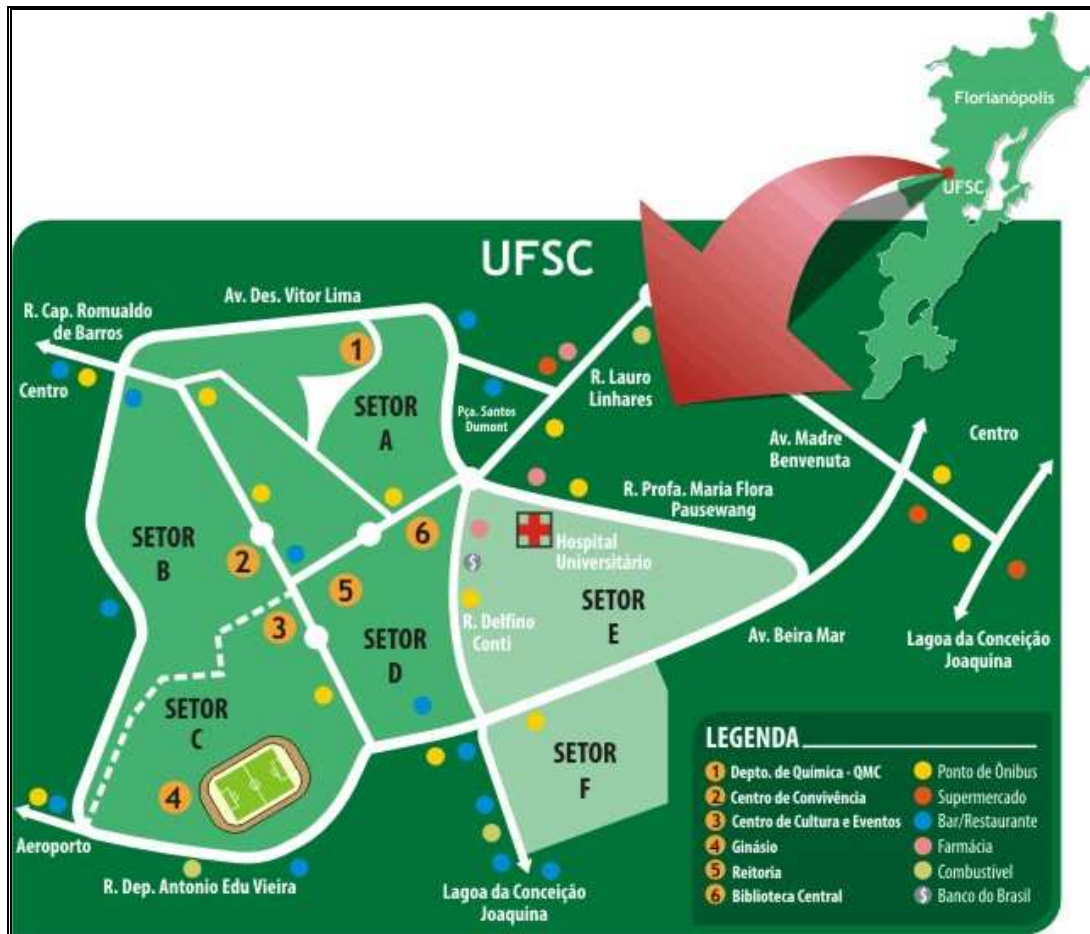 Florianópolis
UFSC
UFSC
Av. Des. Vitor Lima
R. Cap. Romualdo
de Barros
Centro
1
SETOR
A
Pça. Santos
Dumont
R. Lauro
Linhares
Av. Madre
Benvenuta
Centro
R. Profa. Maria Flora
Pausewang
SETOR
B
2
6
$
Hospital
Universitário
5
3
R. Delfino
Conti
SETOR
E
SETOR
D
Av. Beira Mar
Lagoa da Conceição
Joaquina
SETOR
C
4
SETOR
F
Aeroporto
R. Dep. Antonio Edu Vieira
Lagoa da Conceição
Joaquina
LEGENDA
1 Depto. de Química - QMC
2 Centro de Convivência
3 Centro de Cultura e Eventos
4 Ginásio
5 Reitoria
6 Biblioteca Central
Ponto de Ônibus
Supermercado
Bar/Restaurante
Farmácia
Combustível
$ Banco do Brasil